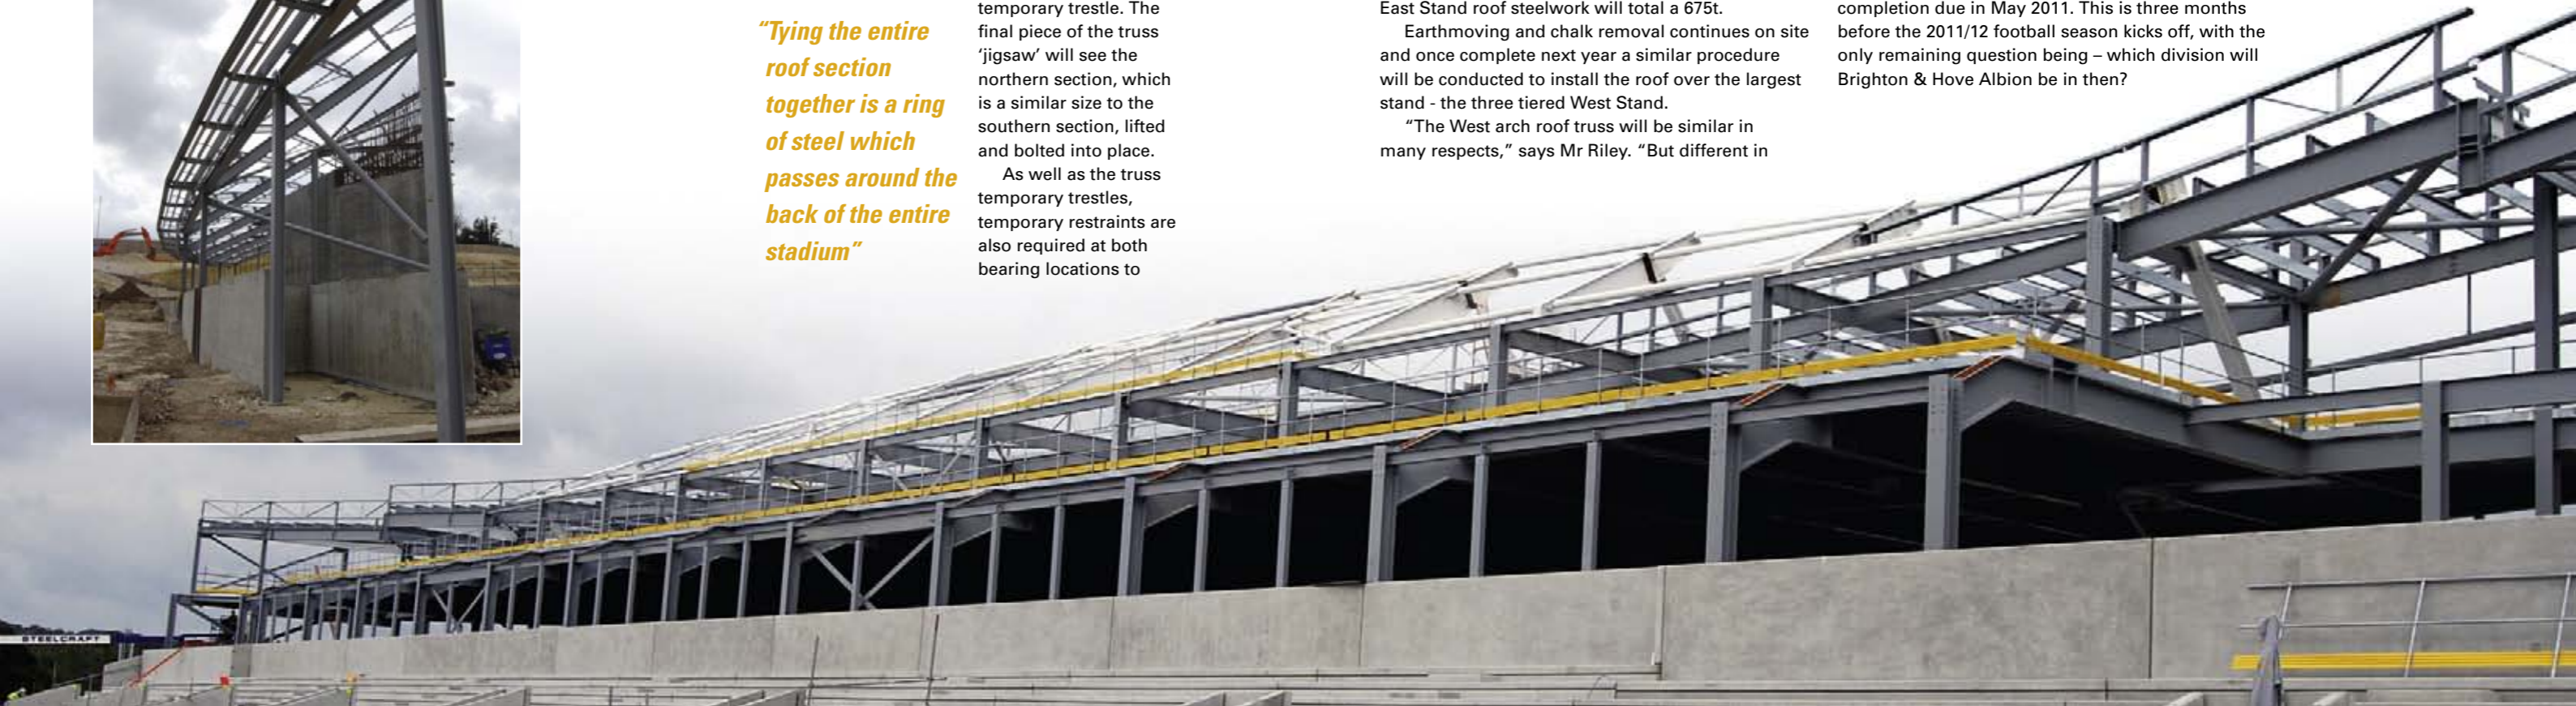 “Tying the entire
roof section
together is a ring
of steel which
passes around the
back of the entire
stadium”
temporary trestle. The
final piece of the truss
‘jigsaw’ will see the
northern section, which
is a similar size to the
southern section, lifted
and bolted into place.
As well as the truss
temporary trestles,
temporary restraints are
also required at both
bearing locations to
East Stand roof steelwork will total a 675t.
Earthmoving and chalk removal continues on site
and once complete next year a similar procedure
will be conducted to install the roof over the largest
stand - the three tiered West Stand.
“The West arch roof truss will be similar in
many respects,” says Mr Riley. “But different in
completion due in May 2011. This is three months
before the 2011/12 football season kicks off, with the
only remaining question being – which division will
Brighton & Hove Albion be in then?
STEELCRAFT